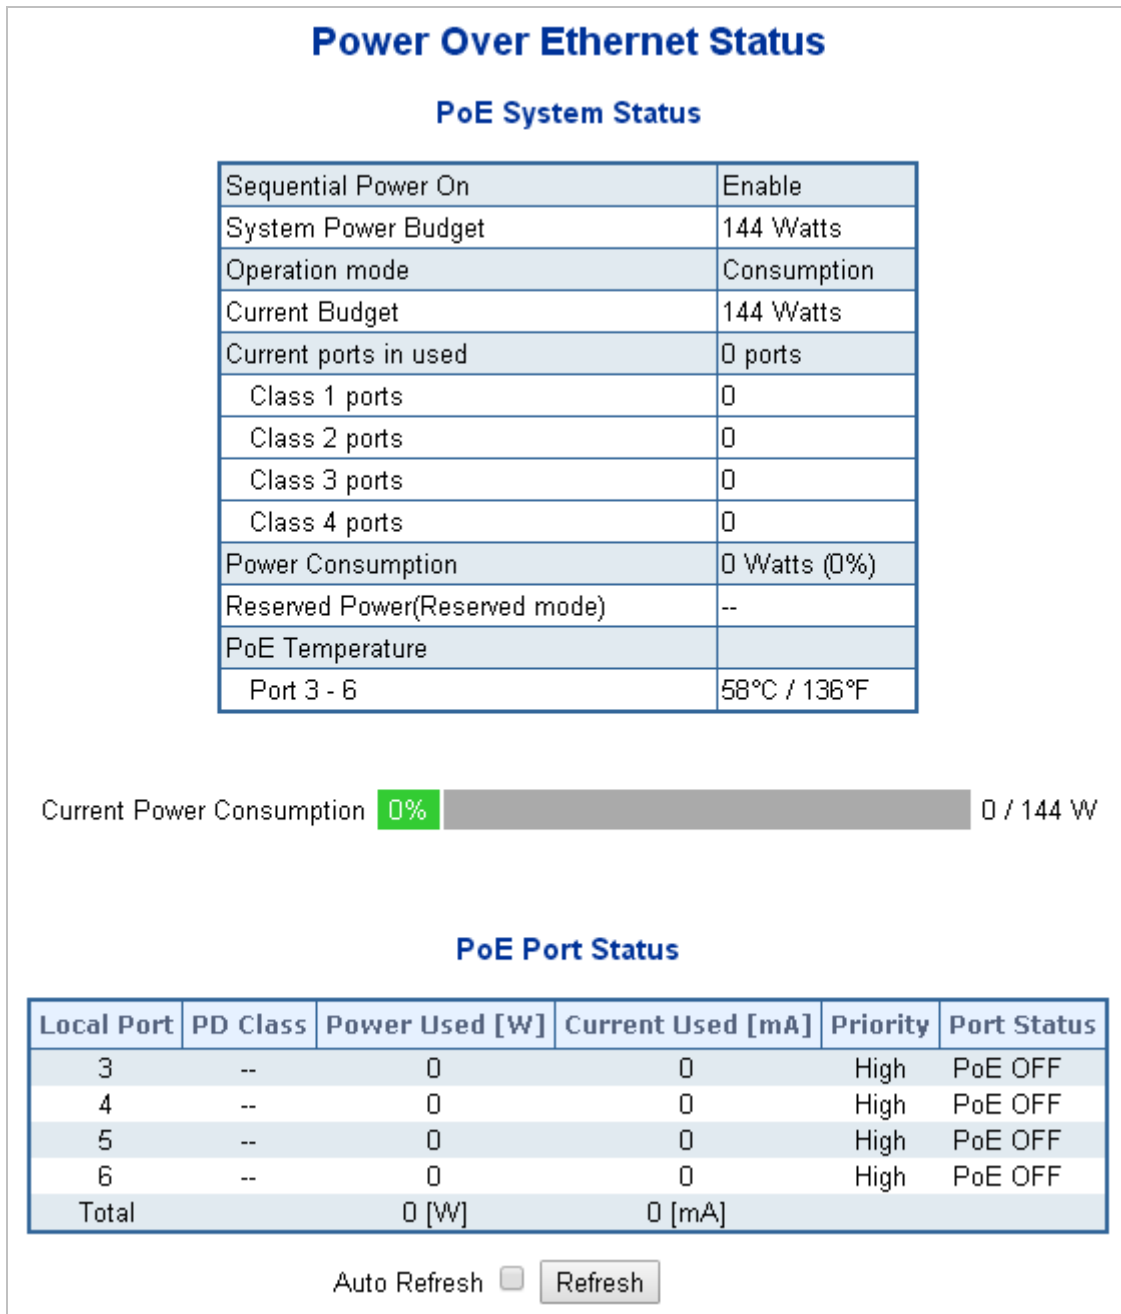 Power Over Ethernet Status
PoE System Status
Sequential Power On Enable
System Power Budget 144 Watts
Operation mode Consumption
Current Budget 144 Watts
Current ports in used 0 ports
Class 1 ports 0
Class 2 ports 0
Class 3 ports 0
Class 4 ports 0
Power Consumption 0 Watts (0%)
Reserved Power(Reserved mode) --
PoE Temperature
Port 3 - 6 58°C / 136°F
Current Power Consumption 0% 0 / 144 W
PoE Port Status
Local Port PD Class Power Used [W] Current Used [mA] Priority Port Status
3 -- 0 0 High PoE OFF
4 -- 0 0 High PoE OFF
5 -- 0 0 High PoE OFF
6 -- 0 0 High PoE OFF
Total 0 [W] 0 [mA]
Auto Refresh Refresh